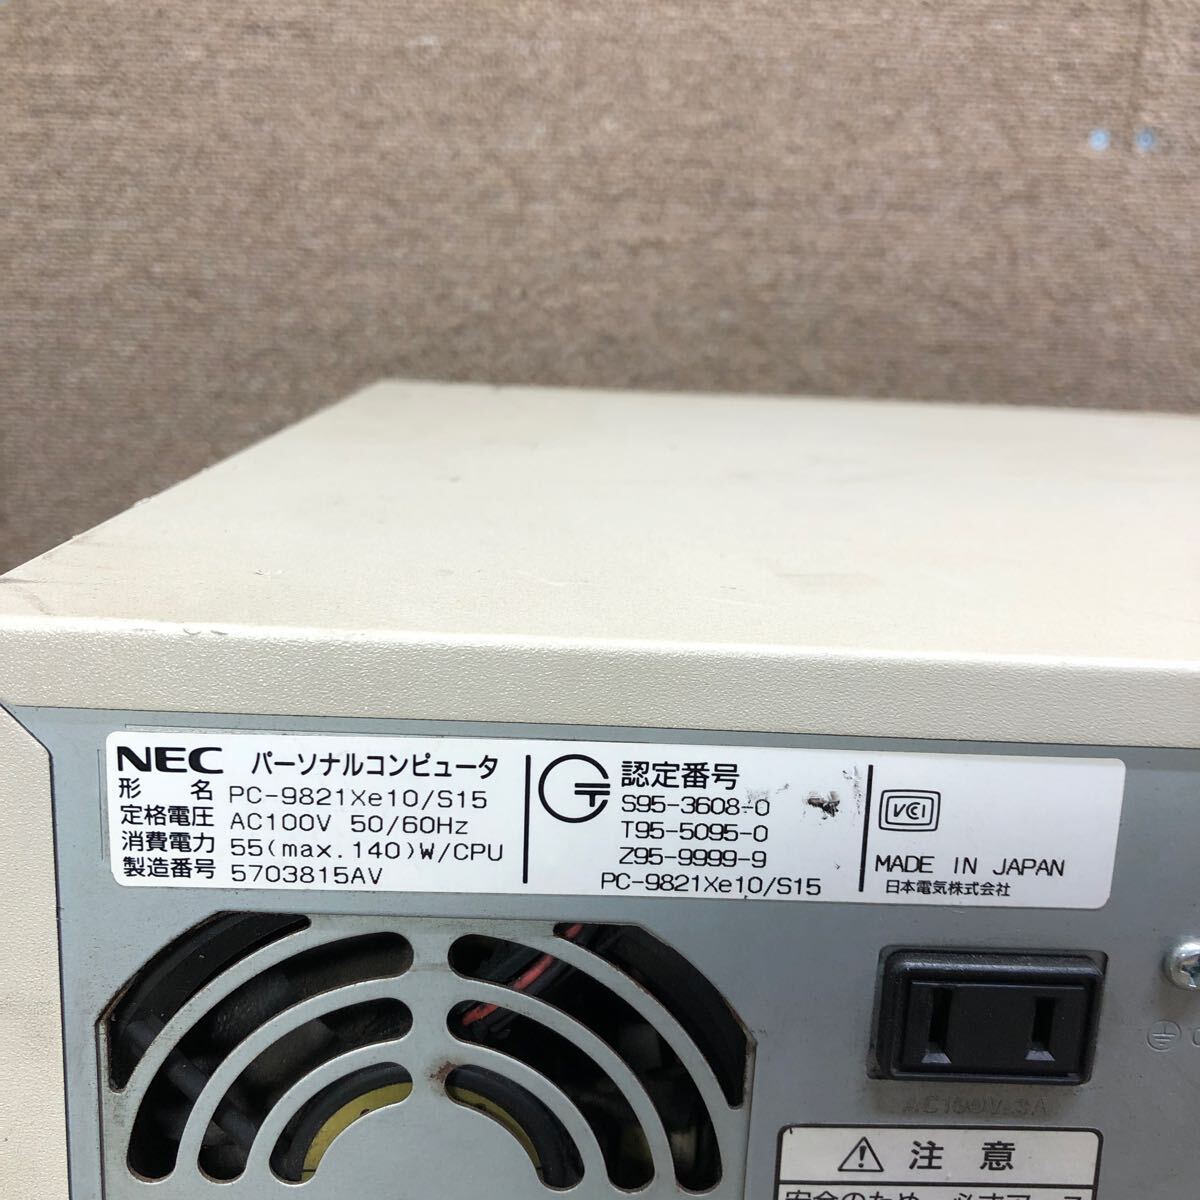 NEC パーソナルコンピュータ
形 名 PC-9821Xe10/S15
定格電圧 AC100V 50/60Hz
消費電力 55(max.140)W/CPU
製造番号 5703815AV
認定番号
S95-3608-0
T95-5095-0
Z95-9999-9
PC-9821Xe10/S15
VCI
MADE IN JAPAN
日本電気株式会社
AC100V 3A
注意